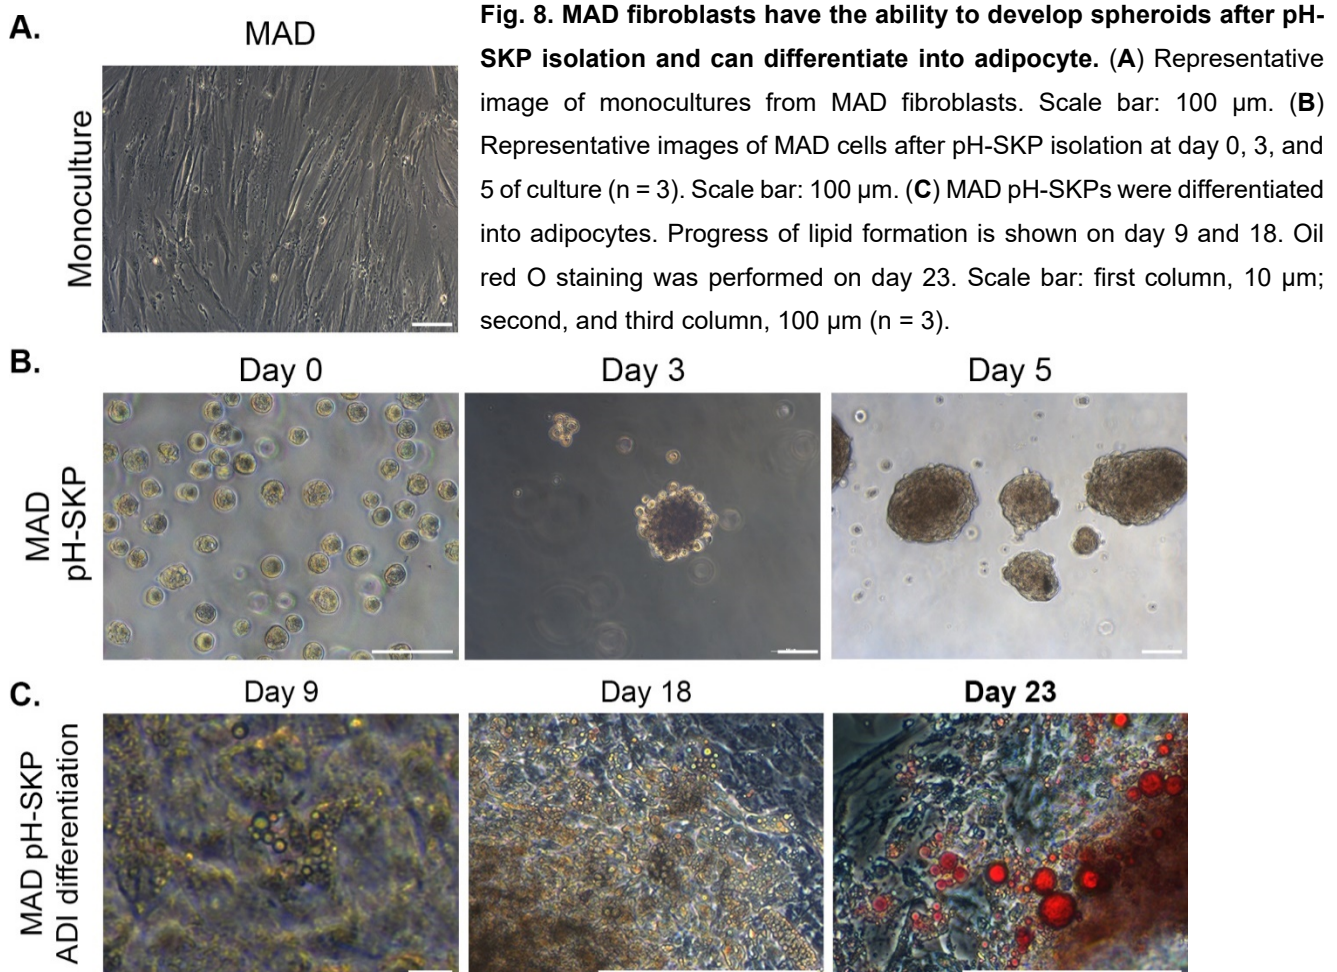 A.
MAD
Monoculture
Fig. 8. MAD fibroblasts have the ability to develop spheroids after pH-
SKP isolation and can differentiate into adipocyte. (A) Representative
image of monocultures from MAD fibroblasts. Scale bar: 100 µm. (B)
Representative images of MAD cells after pH-SKP isolation at day 0, 3, and
5 of culture (n = 3). Scale bar: 100 µm. (C) MAD pH-SKPs were differentiated
into adipocytes. Progress of lipid formation is shown on day 9 and 18. Oil
red O staining was performed on day 23. Scale bar: first column, 10 µm;
second, and third column, 100 µm (n = 3).
B.
Day 0
Day 3
Day 5
MAD
pH-SKP
C.
Day 9
Day 18
Day 23
MAD pH-SKP
ADI differentiation